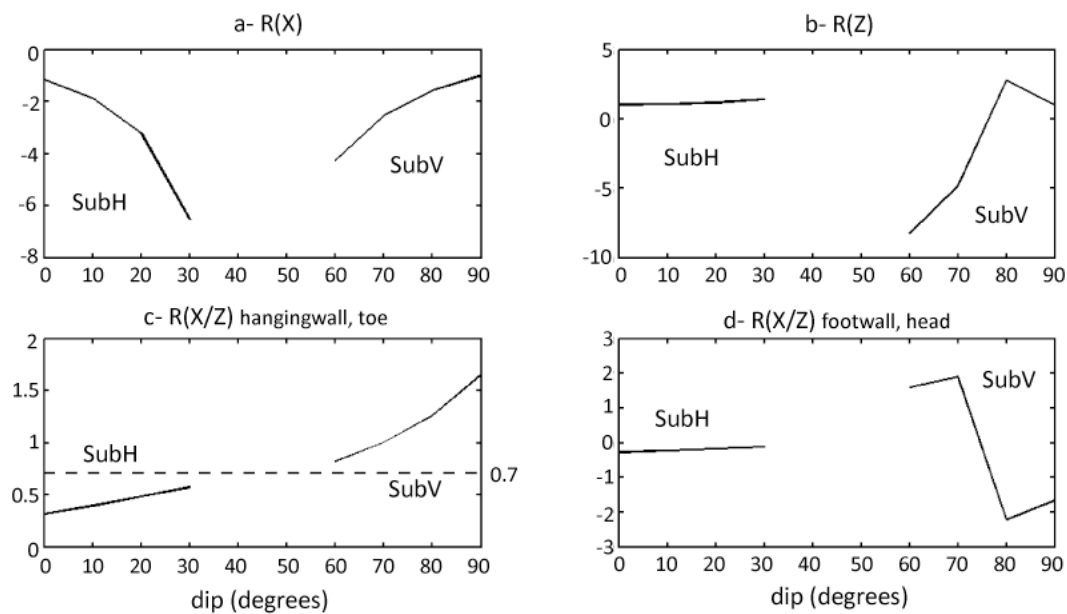 a- R(X)
0
-2
-4
-6
-8
SubH
SubV
0 10 20 30 40 50 60 70 80 90
b- R(Z)
5
0
-5
-10
SubH
SubV
0 10 20 30 40 50 60 70 80 90
c- R(X/Z) hangingwall, toe
2
1.5
1
0.5
0
SubH
0.7
SubV
0 10 20 30 40 50 60 70 80 90
dip (degrees)
d- R(X/Z) footwall, head
3
2
1
0
-1
-2
-3
SubV
SubH
0 10 20 30 40 50 60 70 80 90
dip (degrees)